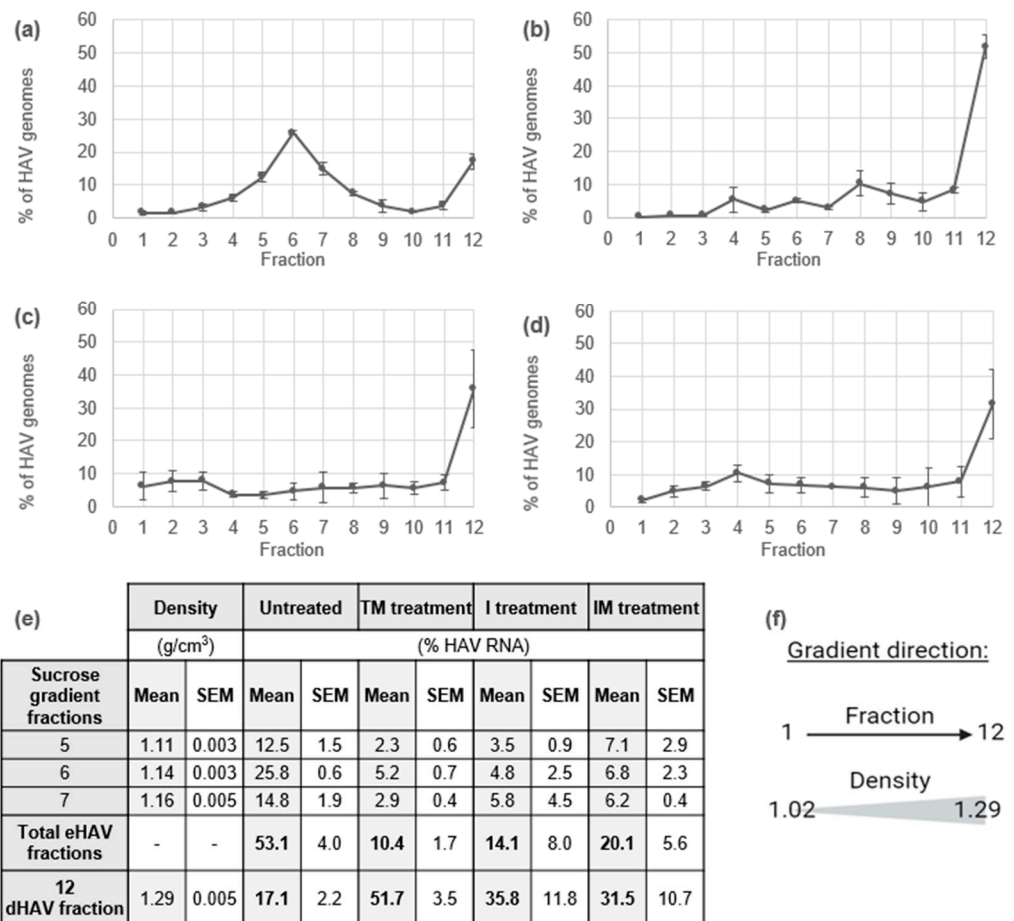 (a)
% of HAV genomes
60
50
40
30
20
10
0
0 1 2 3 4 5 6 7 8 9 10 11 12
Fraction
(b)
% of HAV genomes
60
50
40
30
20
10
0
0 1 2 3 4 5 6 7 8 9 10 11 12
Fraction
(c)
% of HAV genomes
60
50
40
30
20
10
0
0 1 2 3 4 5 6 7 8 9 10 11 12
Fraction
(d)
% of HAV genomes
60
50
40
30
20
10
0
0 1 2 3 4 5 6 7 8 9 10 11 12
Fraction
(e)
Density Untreated TM treatment I treatment IM treatment
(g/cm³) (% HAV RNA)
Sucrose
gradient
fractions
Mean SEM Mean SEM Mean SEM Mean SEM Mean SEM
5 1.11 0.003 12.5 1.5 2.3 0.6 3.5 0.9 7.1 2.9
6 1.14 0.003 25.8 0.6 5.2 0.7 4.8 2.5 6.8 2.3
7 1.16 0.005 14.8 1.9 2.9 0.4 5.8 4.5 6.2 0.4
Total eHAV
fractions
- - 53.1 4.0 10.4 1.7 14.1 8.0 20.1 5.6
12
dHAV fraction
1.29 0.005 17.1 2.2 51.7 3.5 35.8 11.8 31.5 10.7
(f)
Gradient direction:
Fraction
1 12
Density
1.02 1.29